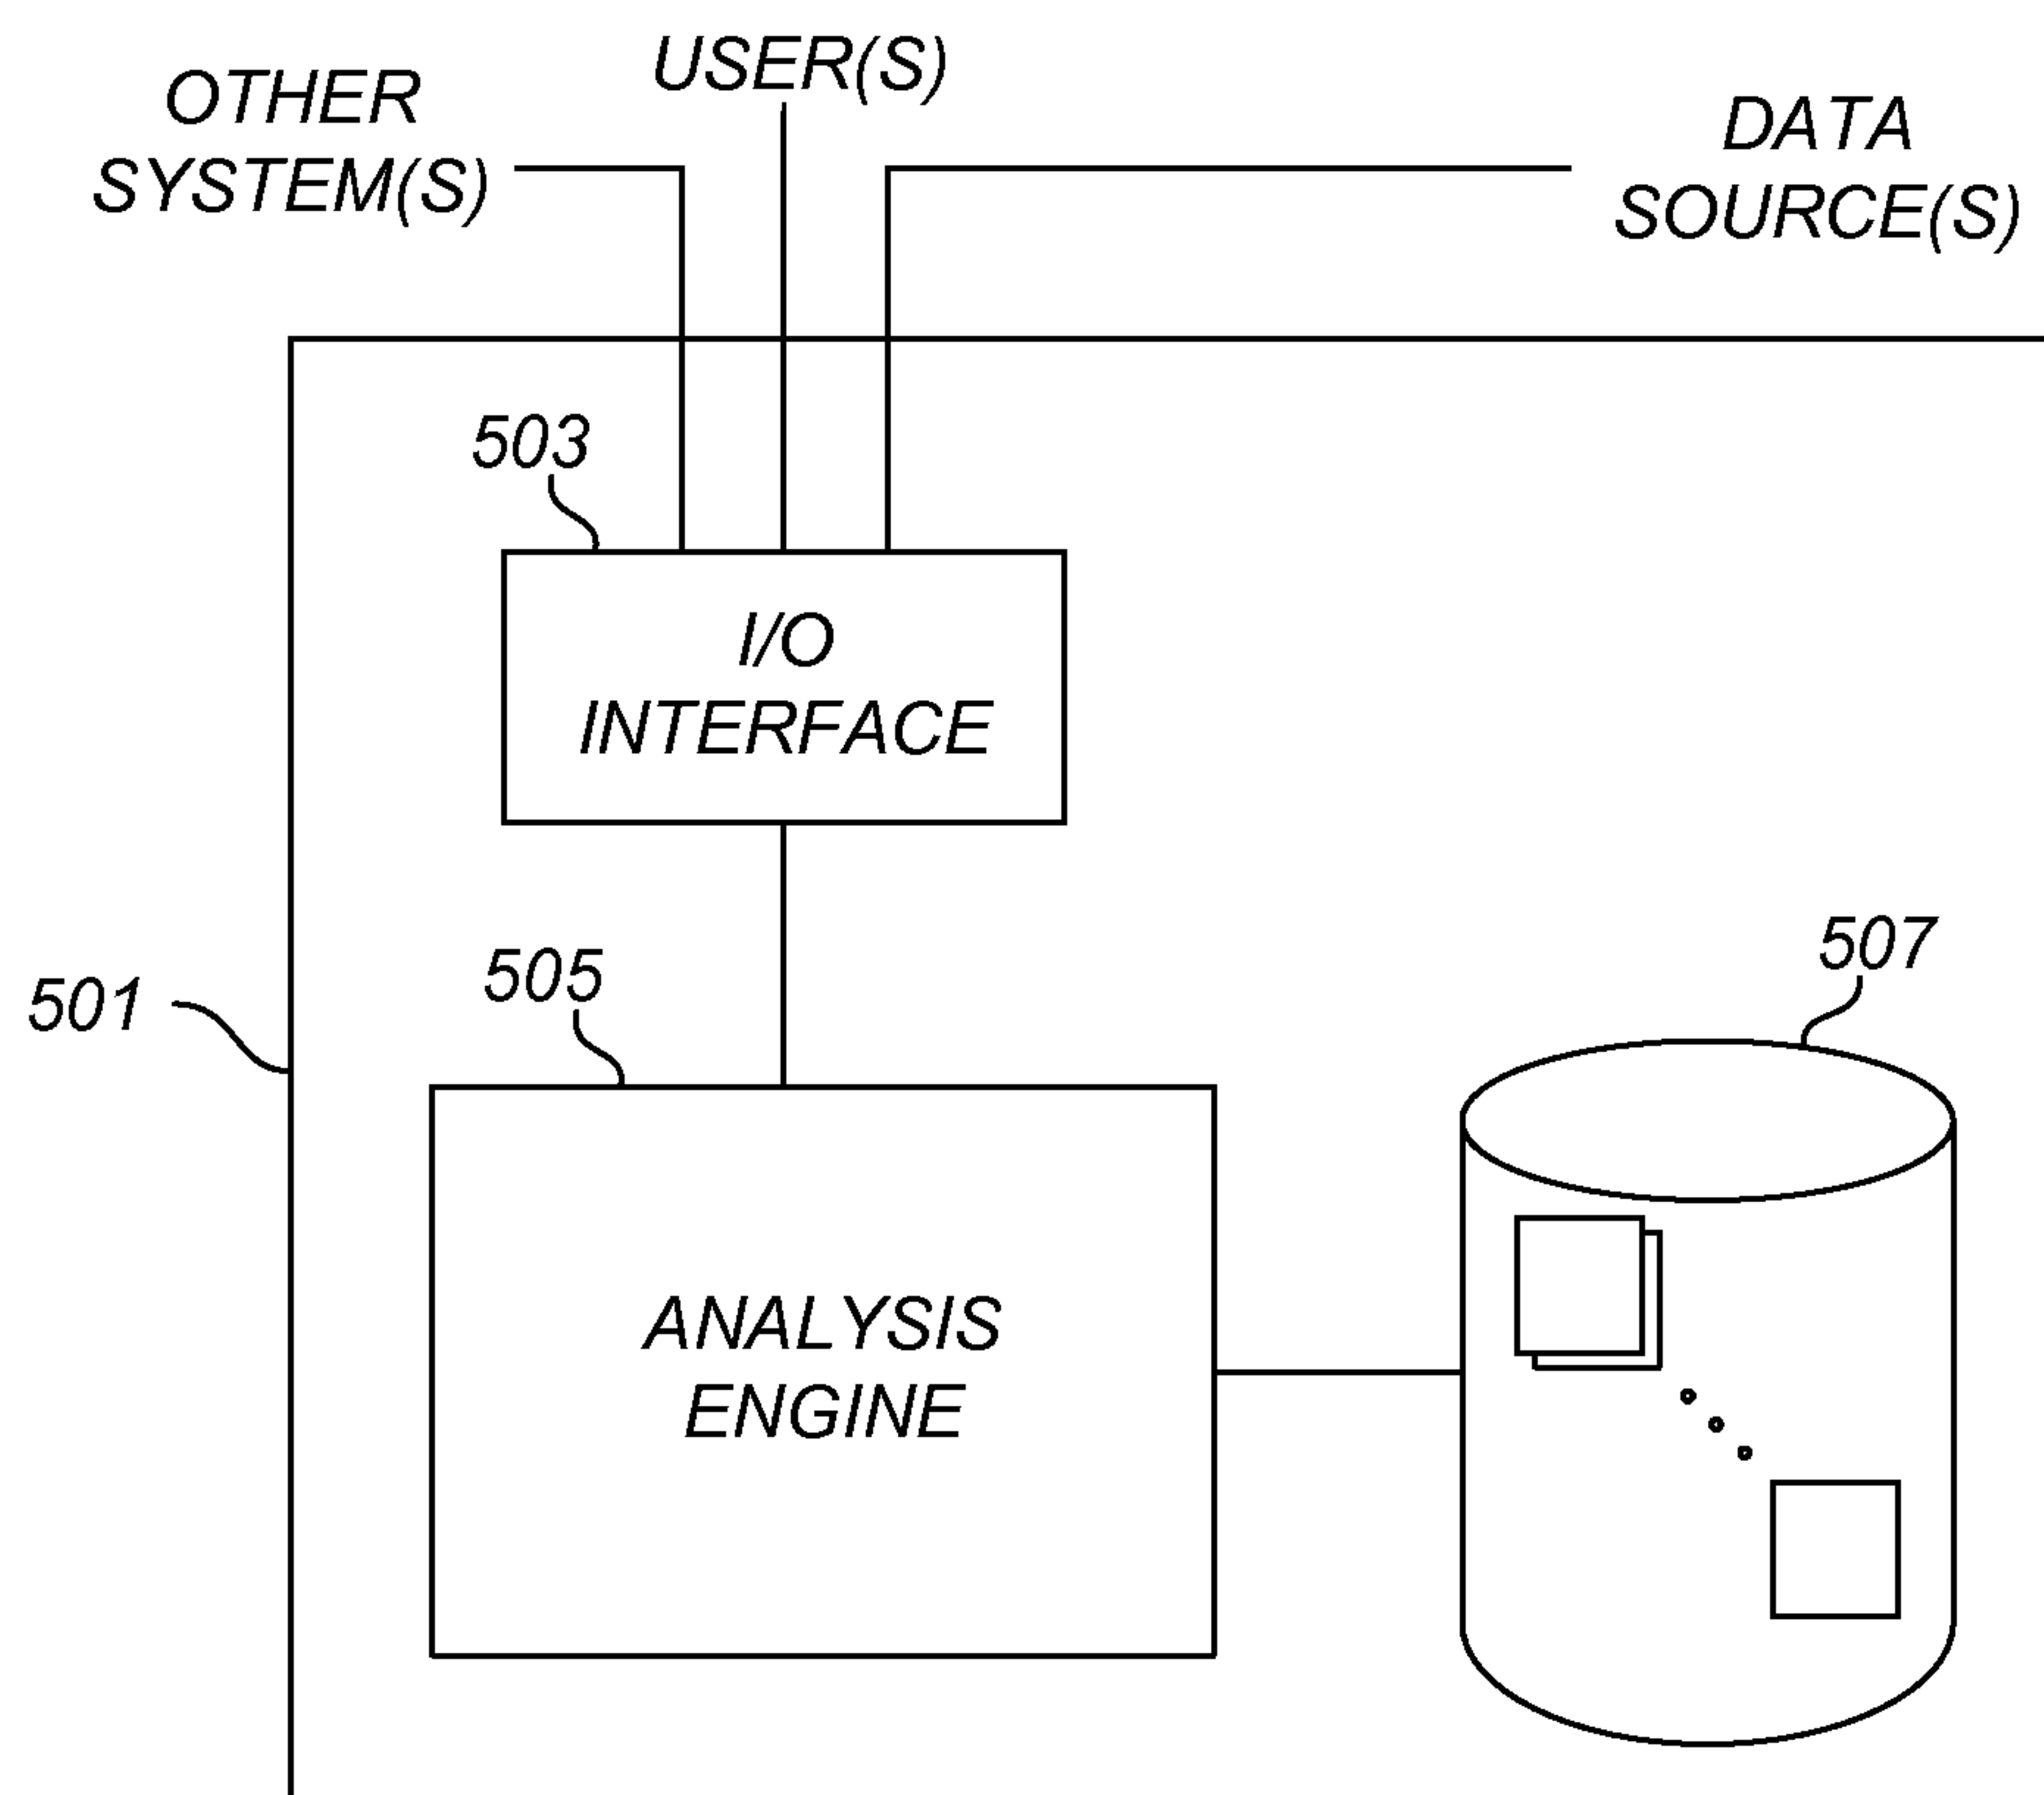 USER(S)
OTHER
SYSTEM(S)
DATA
SOURCE(S)
503
I/O
INTERFACE
507
505
501
ANALYSIS
ENGINE